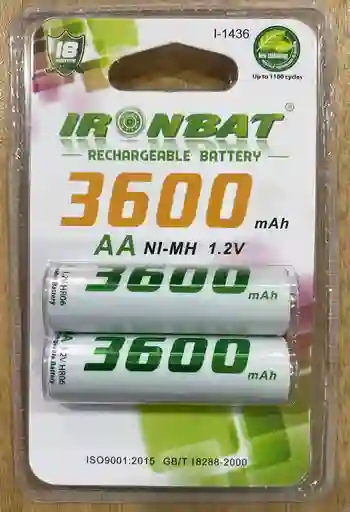 I-1436
18
Up to 1100 cycles
IRONBAT®
RECHARGEABLE BATTERY
3600 mAh
AA NI-MH 1.2V
3600 mAh
3600 mAh
ISO9001:2015 GB/T 18288-2000